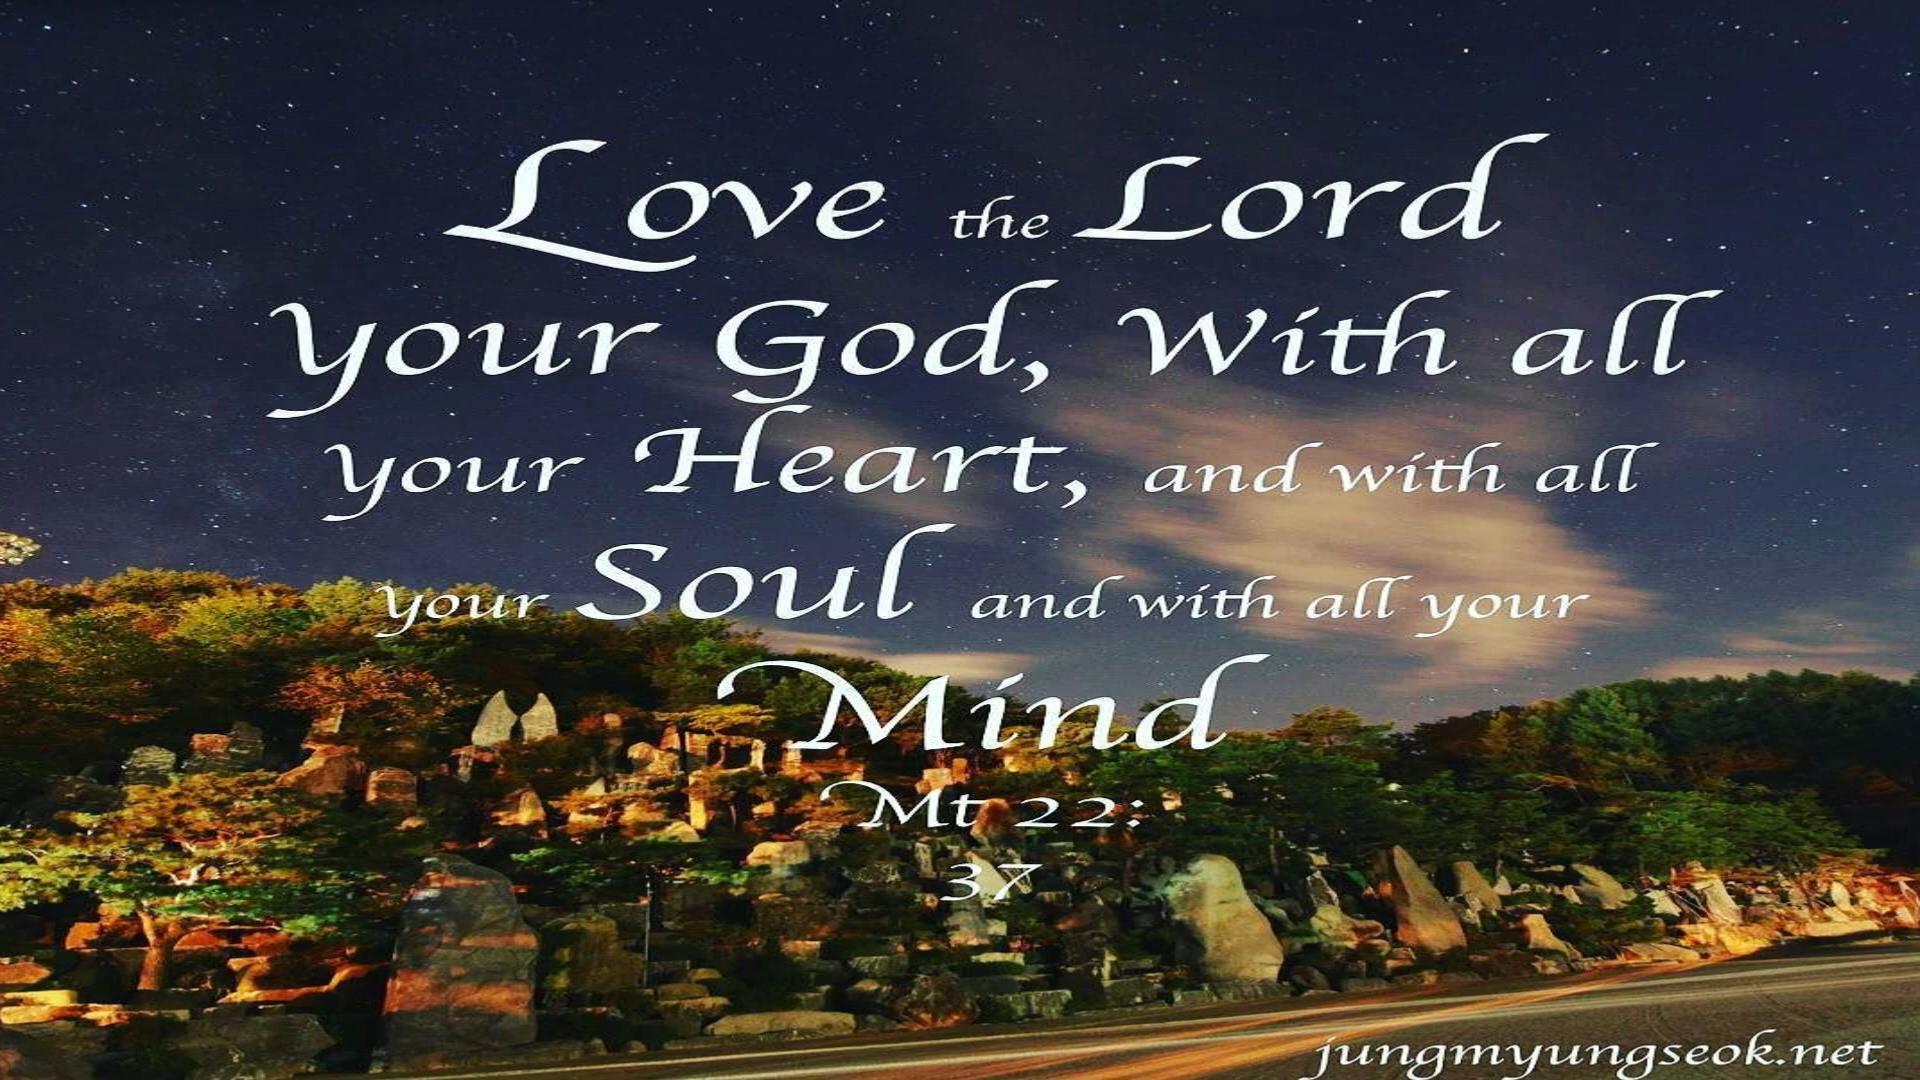 Love the Lord
your God, With all
your Heart, and with all
your Soul and with all your
Mind
Mt 22:
37
jungmyungseok.net